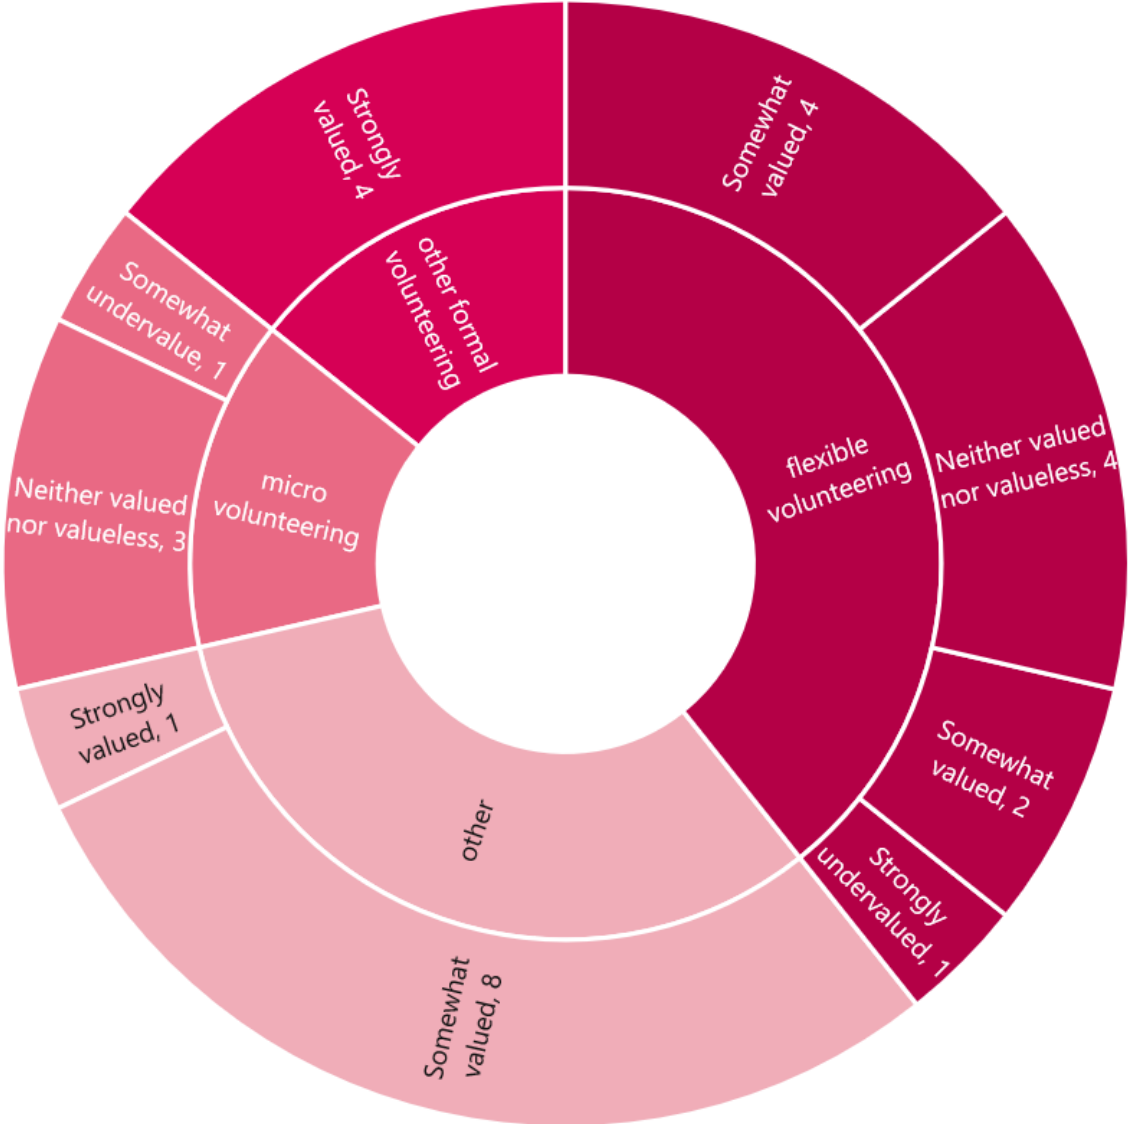 Somewhat
valued, 4
Neither valued
nor valueless, 4
Somewhat
valued, 2
Strongly
undervalued, 1
flexible
volunteering
Somewhat
valued, 8
Strongly
valued, 1
other
Neither valued
nor valueless, 3
Somewhat
undervalue, 1
micro
volunteering
Strongly
valued, 4
other formal
volunteering